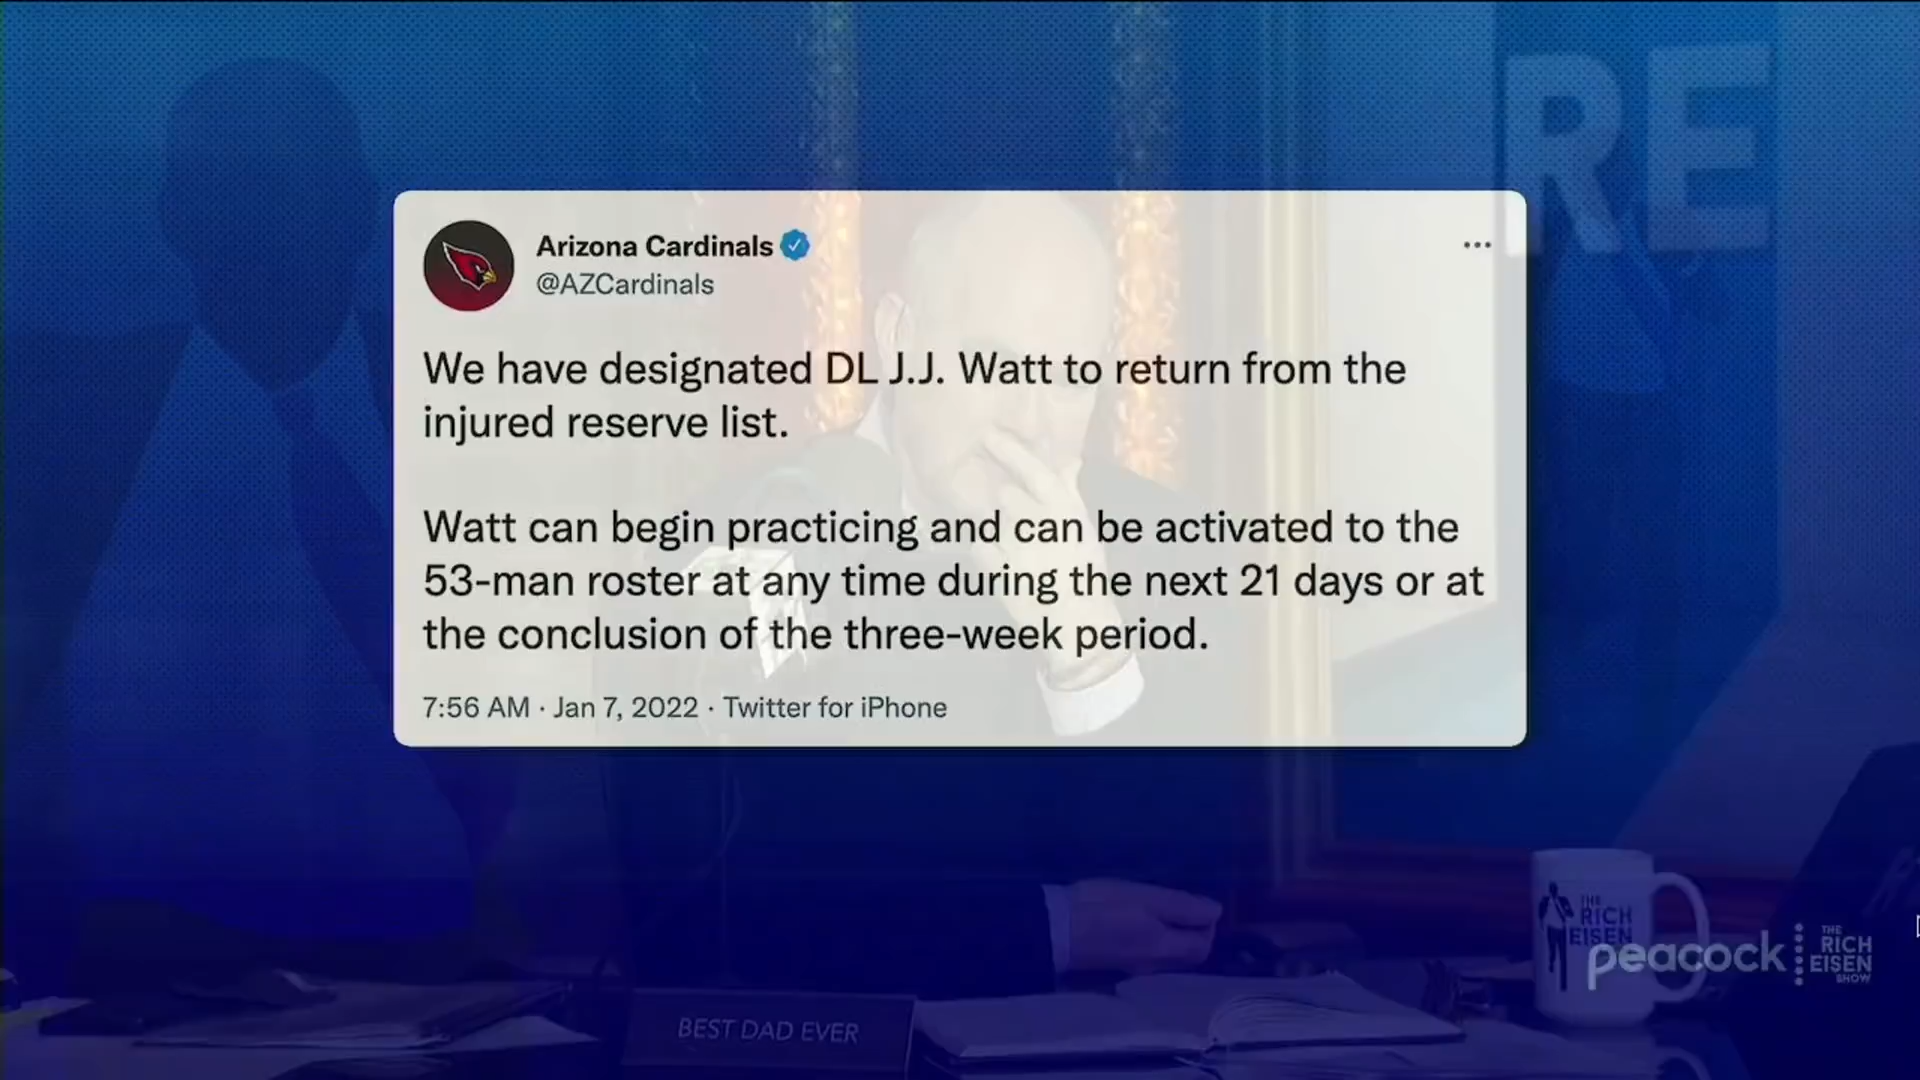 RE
Arizona Cardinals
@AZCardinals
We have designated DL J.J. Watt to return from the
injured reserve list.
Watt can begin practicing and can be activated to the
53-man roster at any time during the next 21 days or at
the conclusion of the three-week period.
7:56 AM · Jan 7, 2022 · Twitter for iPhone
THE
RICH
EISEN
peacock
THE
RICH
EISEN
SHOW
BEST DAD EVER